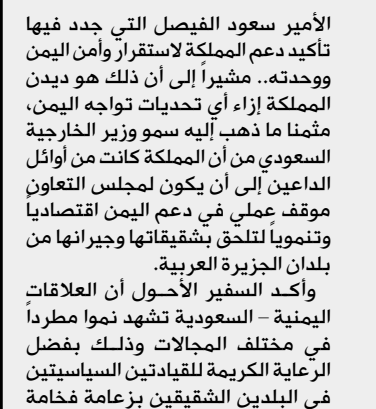 الأمير سعود الفيصل التي جدد فيها
تأكيد دعم المملكة لاستقرار وأمن اليمن
ووحدته.. مشيراً إلى أن ذلك هو ديدن
المملكة إزاء أي تحديات تواجه اليمن،
مثمنا ما ذهب إليه سمو وزير الخارجية
السعودي من أن المملكة كانت من أوائل
الداعين إلى أن يكون لمجلس التعاون
موقف عملي في دعم اليمن اقتصادياً
وتنموياً لتلحق بشقيقاتها وجيرانها من
بلدان الجزيرة العربية.
وأكـد السفير الأحـول أن العلاقات
اليمنية – السعودية تشهد نموا مطرداً
في مختلف المجالات وذلـك بفضل
الرعاية الكريمة للقيادتين السياسيتين
في البلدين الشقيقين بزعامة فخامة